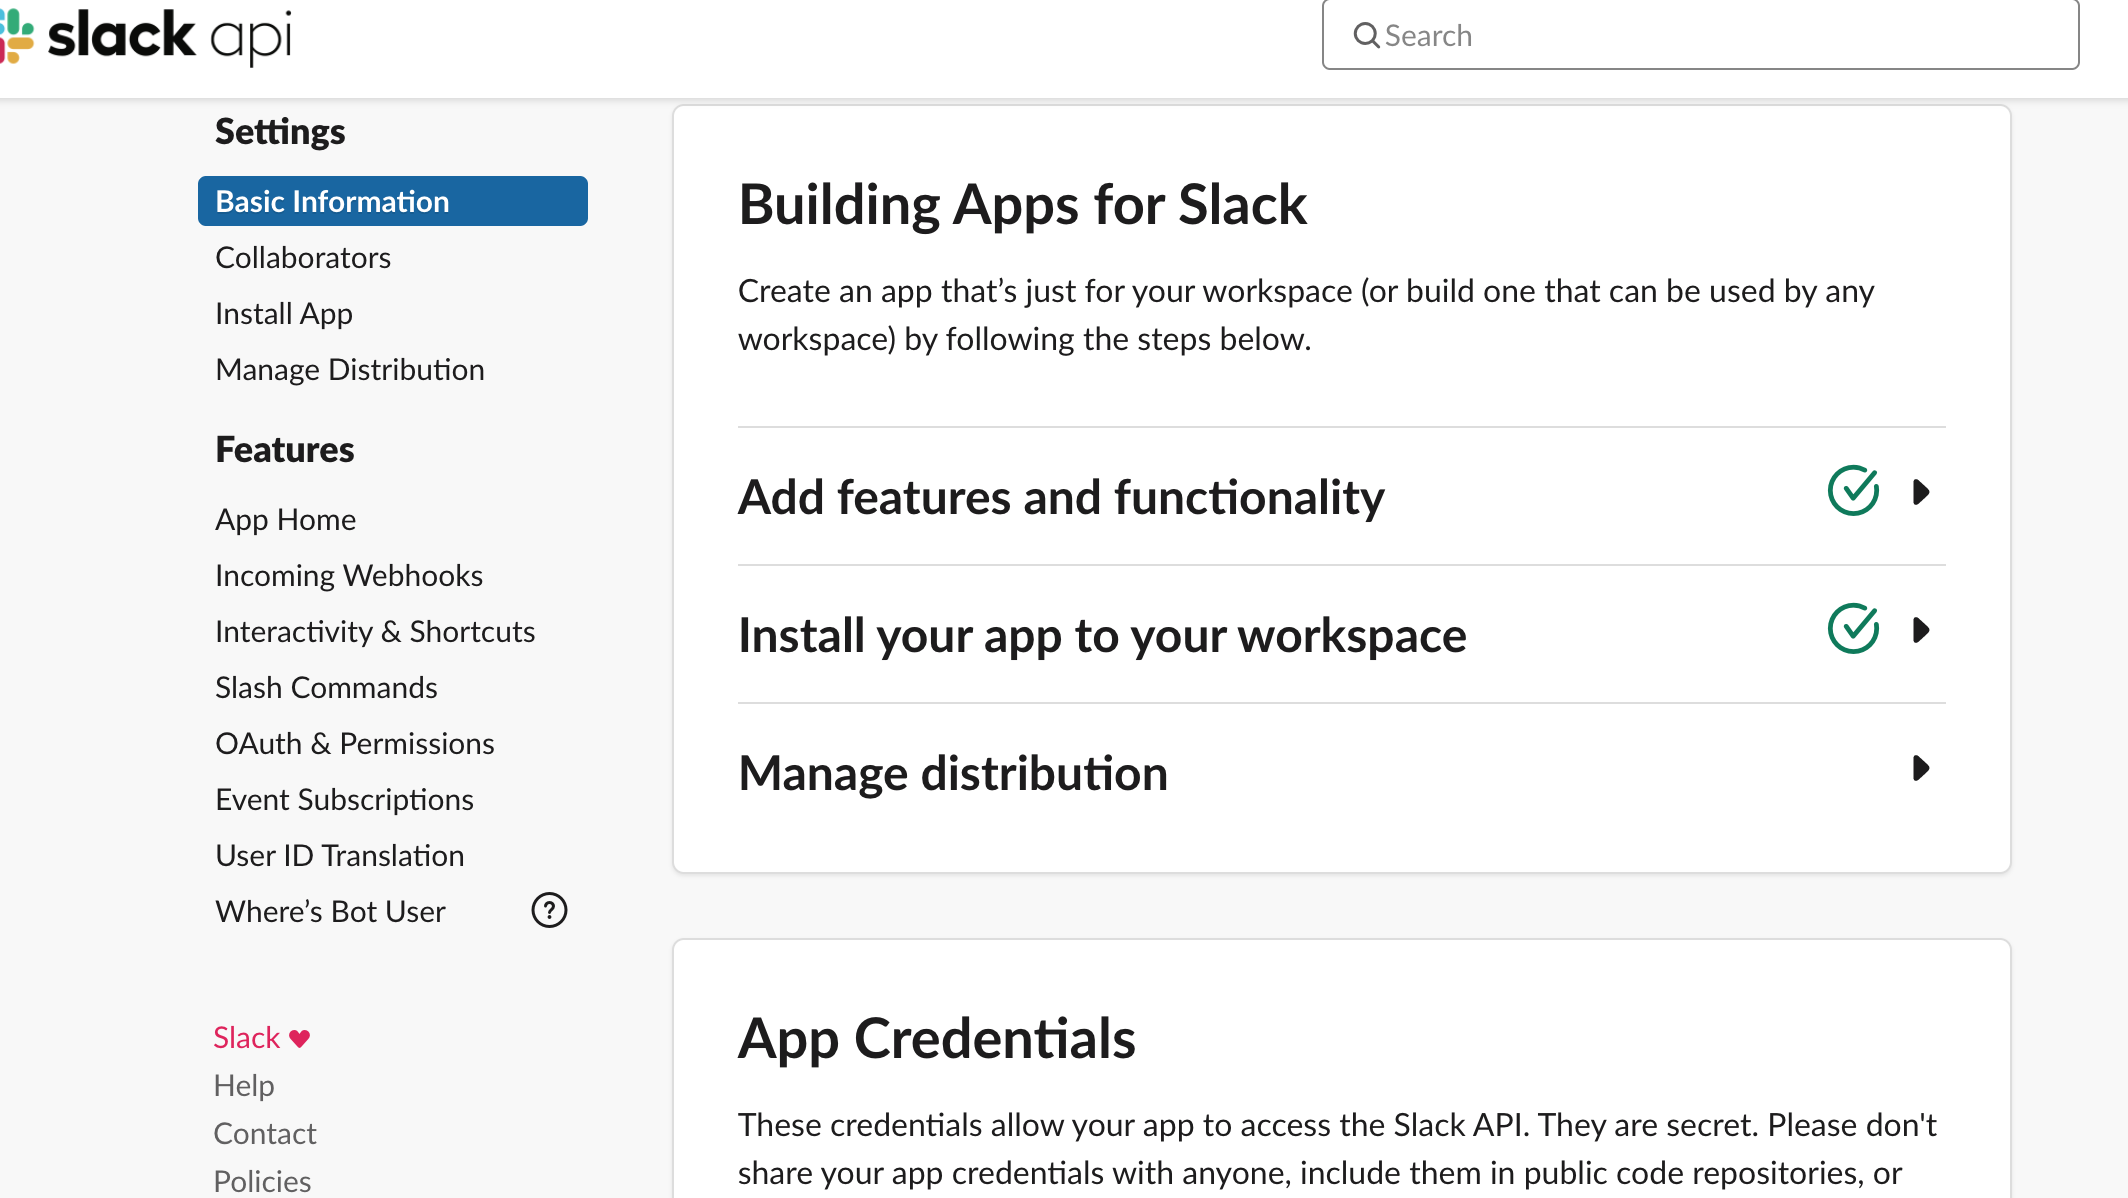 slack api
Search
Settings
Basic Information
Collaborators
Install App
Manage Distribution
Features
App Home
Incoming Webhooks
Interactivity & Shortcuts
Slash Commands
OAuth & Permissions
Event Subscriptions
User ID Translation
Where’s Bot User
Slack
Help
Contact
Policies
Building Apps for Slack
Create an app that’s just for your workspace (or build one that can be used by any
workspace) by following the steps below.
Add features and functionality
Install your app to your workspace
Manage distribution
App Credentials
These credentials allow your app to access the Slack API. They are secret. Please don't
share your app credentials with anyone, include them in public code repositories, or